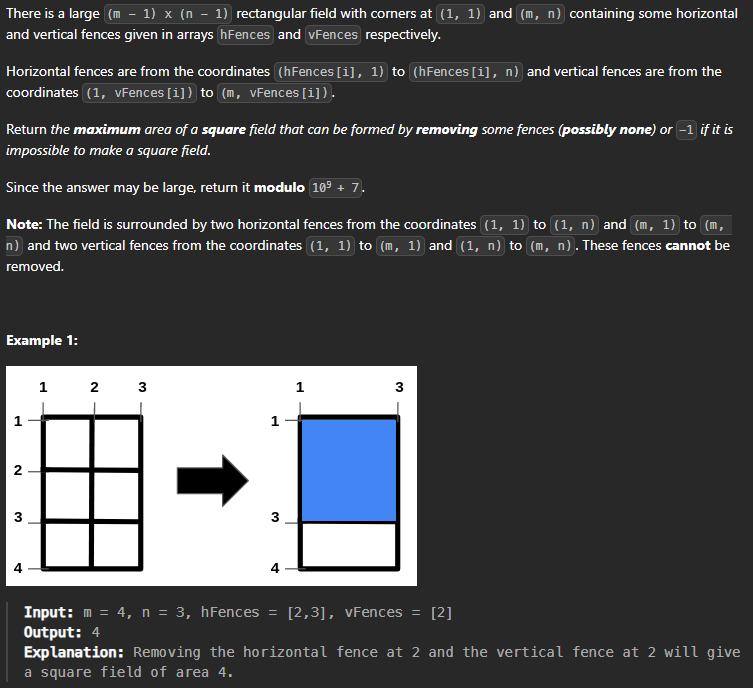 There is a large (m - 1) x (n - 1) rectangular field with corners at (1, 1) and (m, n) containing some horizontal
and vertical fences given in arrays hFences and vFences respectively.
Horizontal fences are from the coordinates (hFences[i], 1) to (hFences[i], n) and vertical fences are from the
coordinates (1, vFences[i]) to (m, vFences[i]).
Return the maximum area of a square field that can be formed by removing some fences (possibly none) or -1 if it is
impossible to make a square field.
Since the answer may be large, return it modulo 10⁹ + 7.
Note: The field is surrounded by two horizontal fences from the coordinates (1, 1) to (1, n) and (m, 1) to (m,
n) and two vertical fences from the coordinates (1, 1) to (m, 1) and (1, n) to (m, n). These fences cannot be
removed.
Example 1:
1 2 3 1 3
1 1
2
3 3
4 4
Input: m = 4, n = 3, hFences = [2,3], vFences = [2]
Output: 4
Explanation: Removing the horizontal fence at 2 and the vertical fence at 2 will give
a square field of area 4.